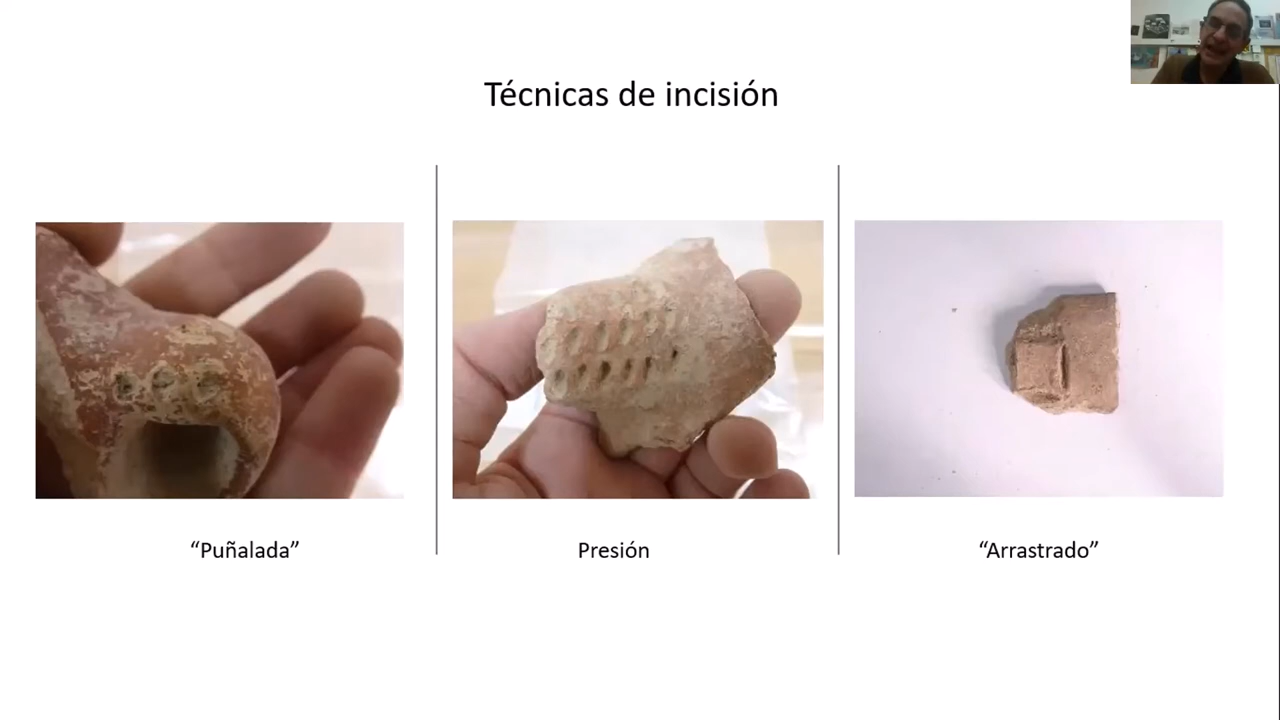 Técnicas de incisión
“Puñalada”
Presión
“Arrastrado”